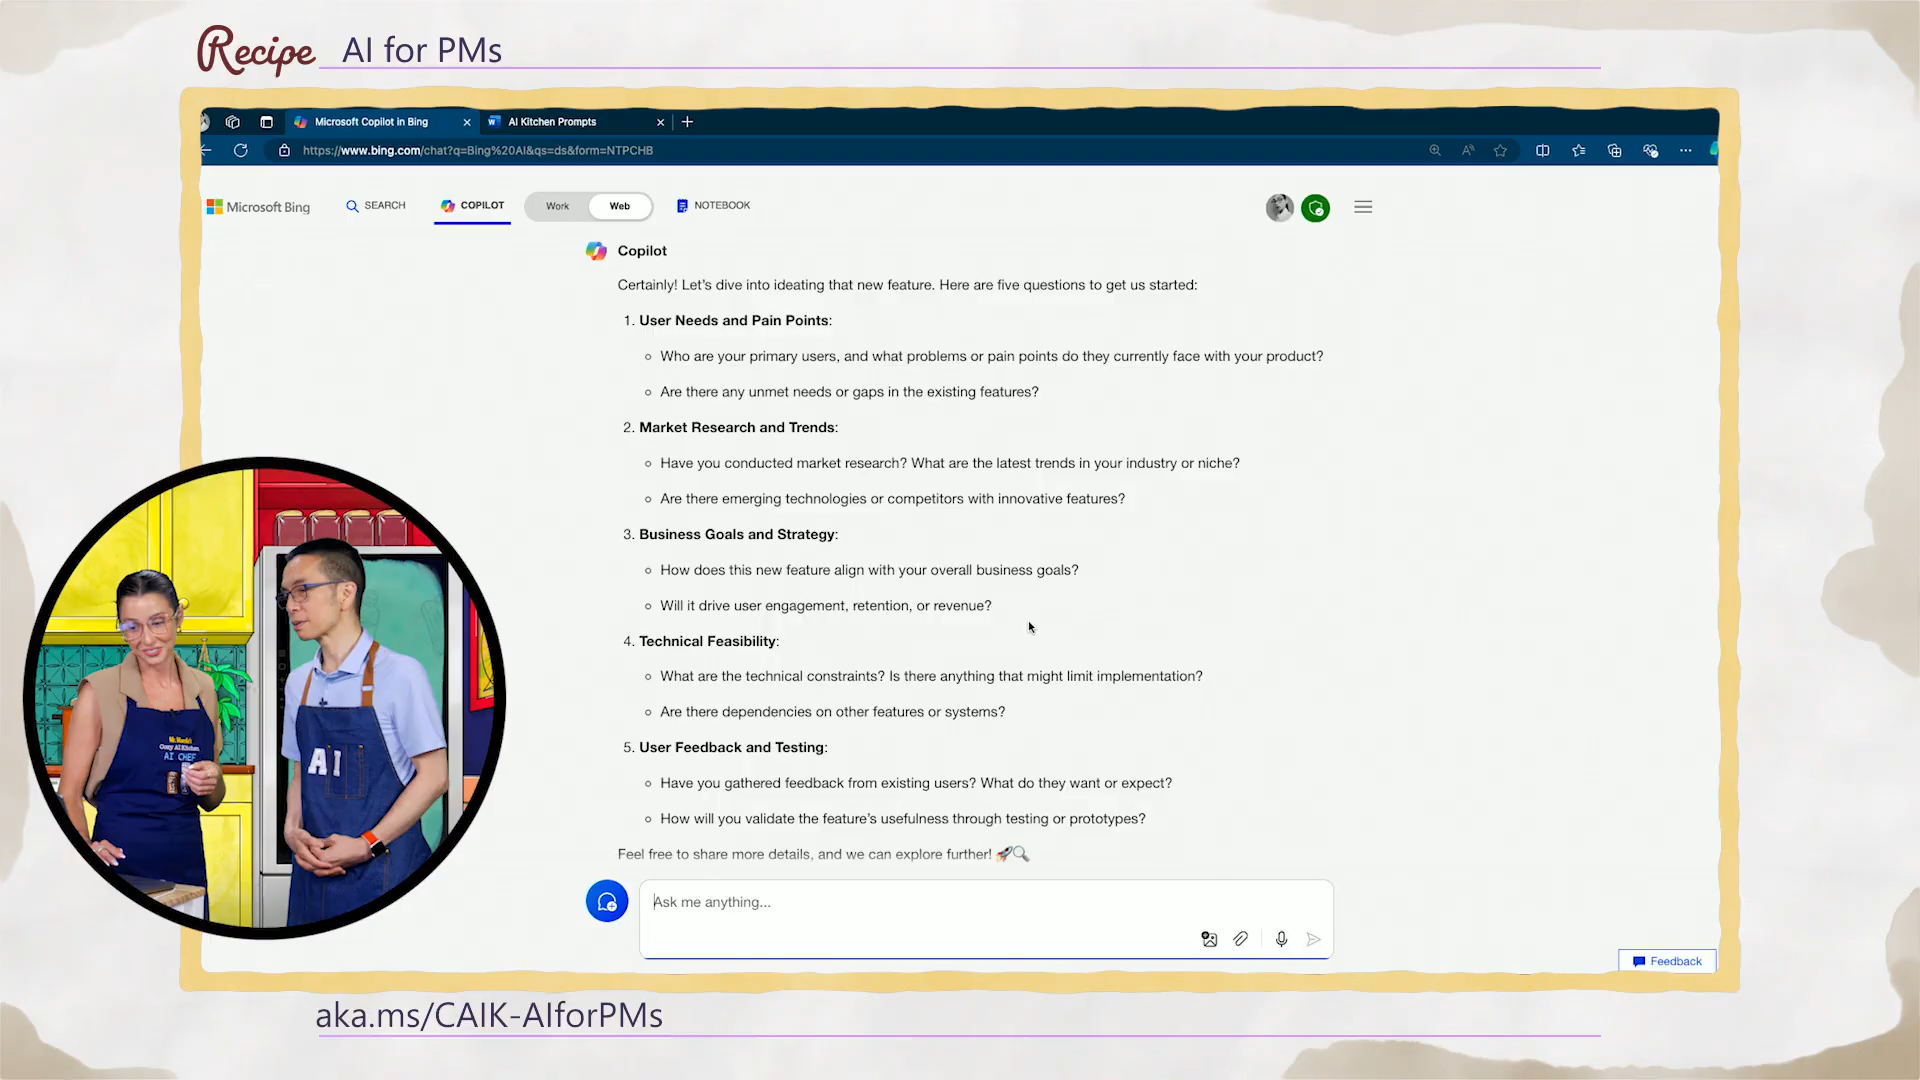 Recipe AI for PMs
Microsoft Copilot in Bing
AI Kitchen Prompts
https://www.bing.com/chat?q=Bing%20AI&qs=ds&form=NTPCHB
Microsoft Bing
SEARCH
COPILOT
Work
Web
NOTEBOOK
Copilot
Certainly! Let's dive into ideating that new feature. Here are five questions to get us started:
1. User Needs and Pain Points:
Who are your primary users, and what problems or pain points do they currently face with your product?
Are there any unmet needs or gaps in the existing features?
2. Market Research and Trends:
Have you conducted market research? What are the latest trends in your industry or niche?
Are there emerging technologies or competitors with innovative features?
3. Business Goals and Strategy:
How does this new feature align with your overall business goals?
Will it drive user engagement, retention, or revenue?
4. Technical Feasibility:
What are the technical constraints? Is there anything that might limit implementation?
Are there dependencies on other features or systems?
5. User Feedback and Testing:
Have you gathered feedback from existing users? What do they want or expect?
How will you validate the feature's usefulness through testing or prototypes?
Feel free to share more details, and we can explore further! 🚀🔍
Ask me anything...
Feedback
Mr. Maeda's
Cozy AI Kitchen
AI CHEF
AI
aka.ms/CAIK-AIforPMs